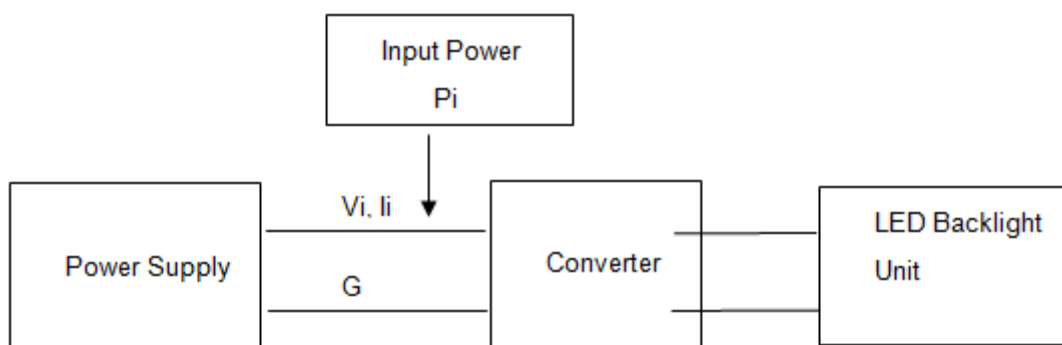 Input Power
Pi
Vi, Ii
Power Supply
G
Converter
LED Backlight
Unit